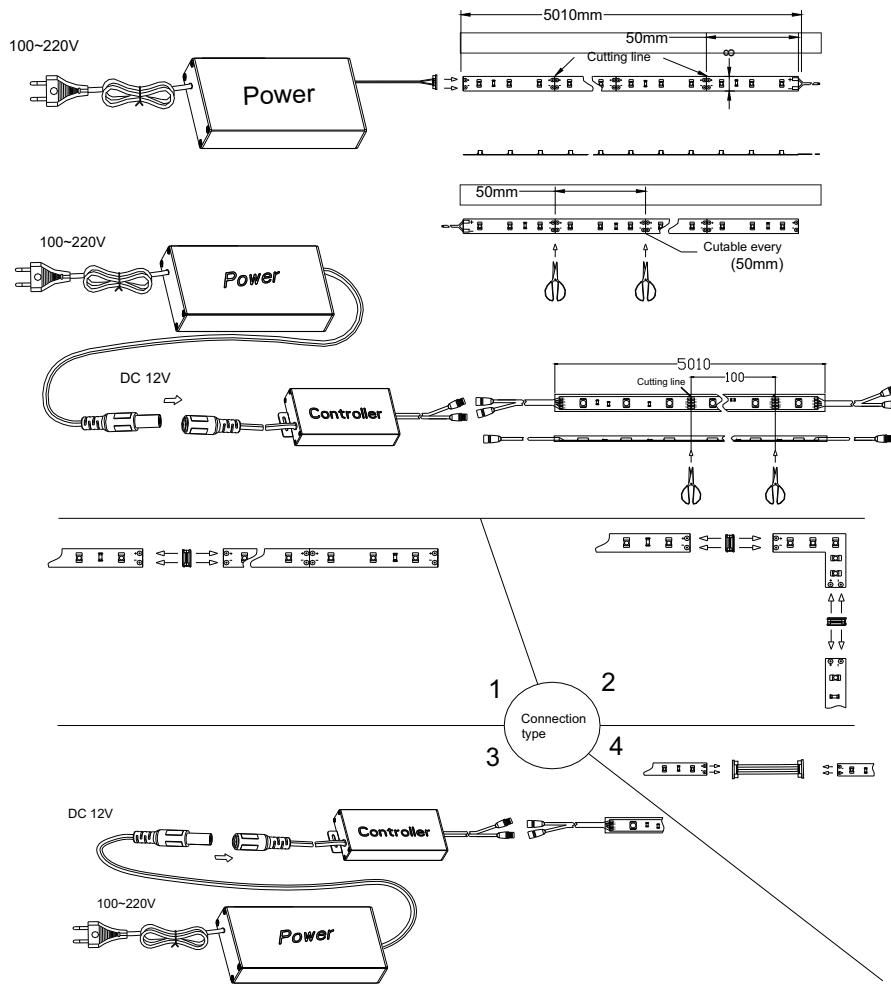 5010mm
100~220V
50mm
Cutting line
8
Power
50mm
100~220V
Cutable every
(50mm)
Power
5010
DC 12V
Cutting line
100
Controller
1
2
Connection
type
3
4
DC 12V
Controller
100~220V
Power